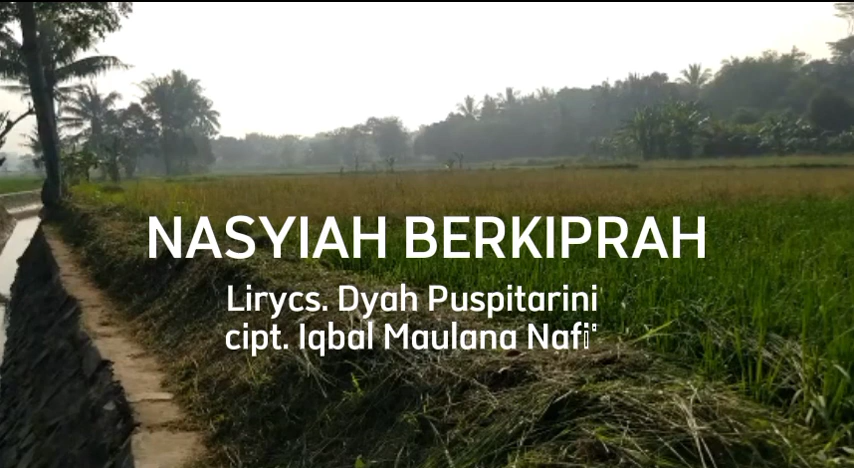 NASYIAH BERKIPRAH
Lirycs. Dyah Puspitarini
cipt. Iqbal Maulana Nafi'